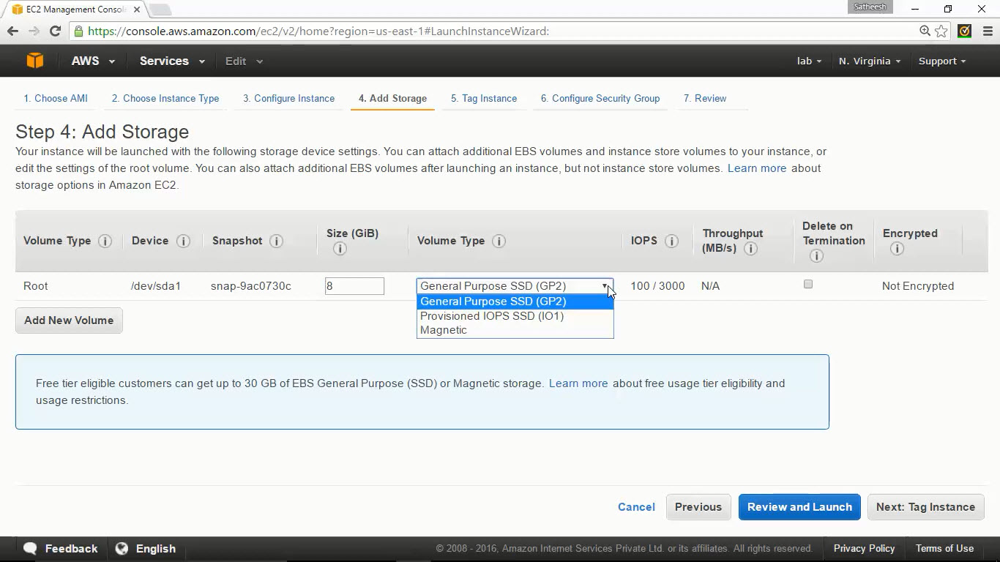 EC2 Management Consol
Satheesh
https://console.aws.amazon.com/ec2/v2/home?region=us-east-1#LaunchInstanceWizard:
AWS Services Edit lab N. Virginia Support
1. Choose AMI 2. Choose Instance Type 3. Configure Instance 4. Add Storage 5. Tag Instance 6. Configure Security Group 7. Review
Step 4: Add Storage
Your instance will be launched with the following storage device settings. You can attach additional EBS volumes and instance store volumes to your instance, or
edit the settings of the root volume. You can also attach additional EBS volumes after launching an instance, but not instance store volumes. Learn more about
storage options in Amazon EC2.
Volume Type i Device i Snapshot i Size (GiB) i Volume Type i IOPS i Throughput (MB/s) i Delete on Termination i Encrypted i
Root /dev/sda1 snap-9ac0730c 8 General Purpose SSD (GP2) 100 / 3000 N/A Not Encrypted
General Purpose SSD (GP2)
Provisioned IOPS SSD (IO1)
Magnetic
Add New Volume
Free tier eligible customers can get up to 30 GB of EBS General Purpose (SSD) or Magnetic storage. Learn more about free usage tier eligibility and
usage restrictions.
Cancel Previous Review and Launch Next: Tag Instance
Feedback English © 2008 - 2016, Amazon Internet Services Private Ltd. or its affiliates. All rights reserved. Privacy Policy Terms of Use